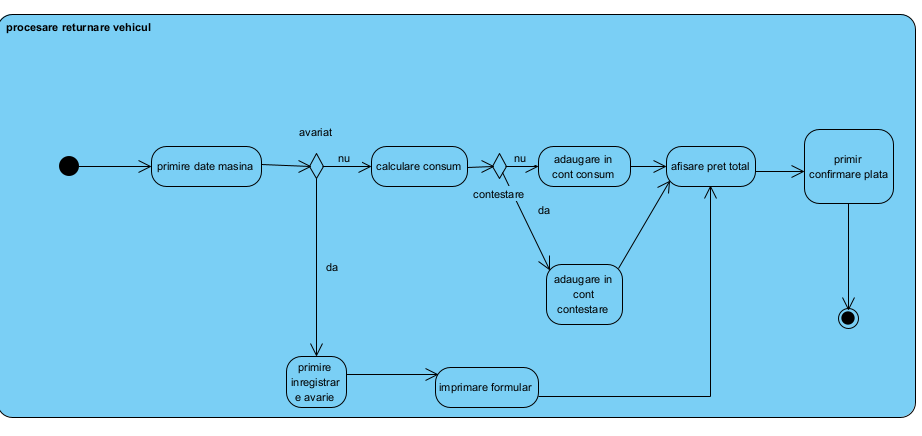 procesare returnare vehicul
avariat
primire date masina
nu
calculare consum
nu
adaugare in
cont consum
afisare pret total
primir
confirmare plata
contestare
da
da
adaugare in
cont
contestare
primire
inregistrar
e avarie
imprimare formular